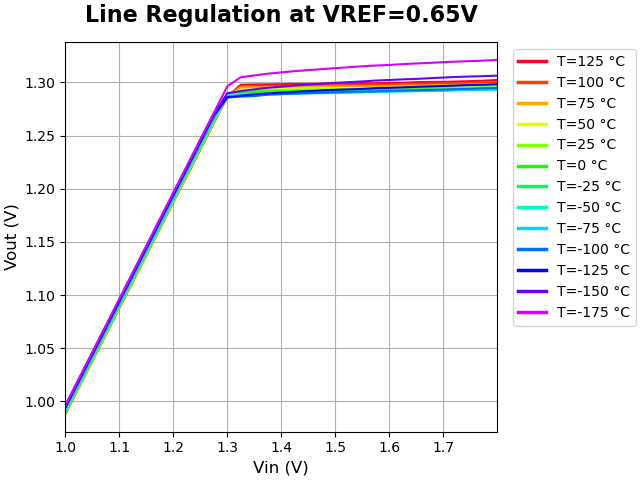 Line Regulation at VREF=0.65V
Vout (V)
1.30
1.25
1.20
1.15
1.10
1.05
1.00
1.0 1.1 1.2 1.3 1.4 1.5 1.6 1.7
Vin (V)
T=125 °C
T=100 °C
T=75 °C
T=50 °C
T=25 °C
T=0 °C
T=-25 °C
T=-50 °C
T=-75 °C
T=-100 °C
T=-125 °C
T=-150 °C
T=-175 °C